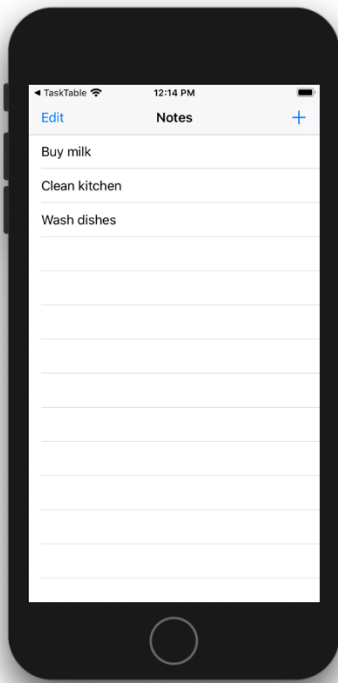 TaskTable 12:14 PM
Edit Notes +
Buy milk
Clean kitchen
Wash dishes